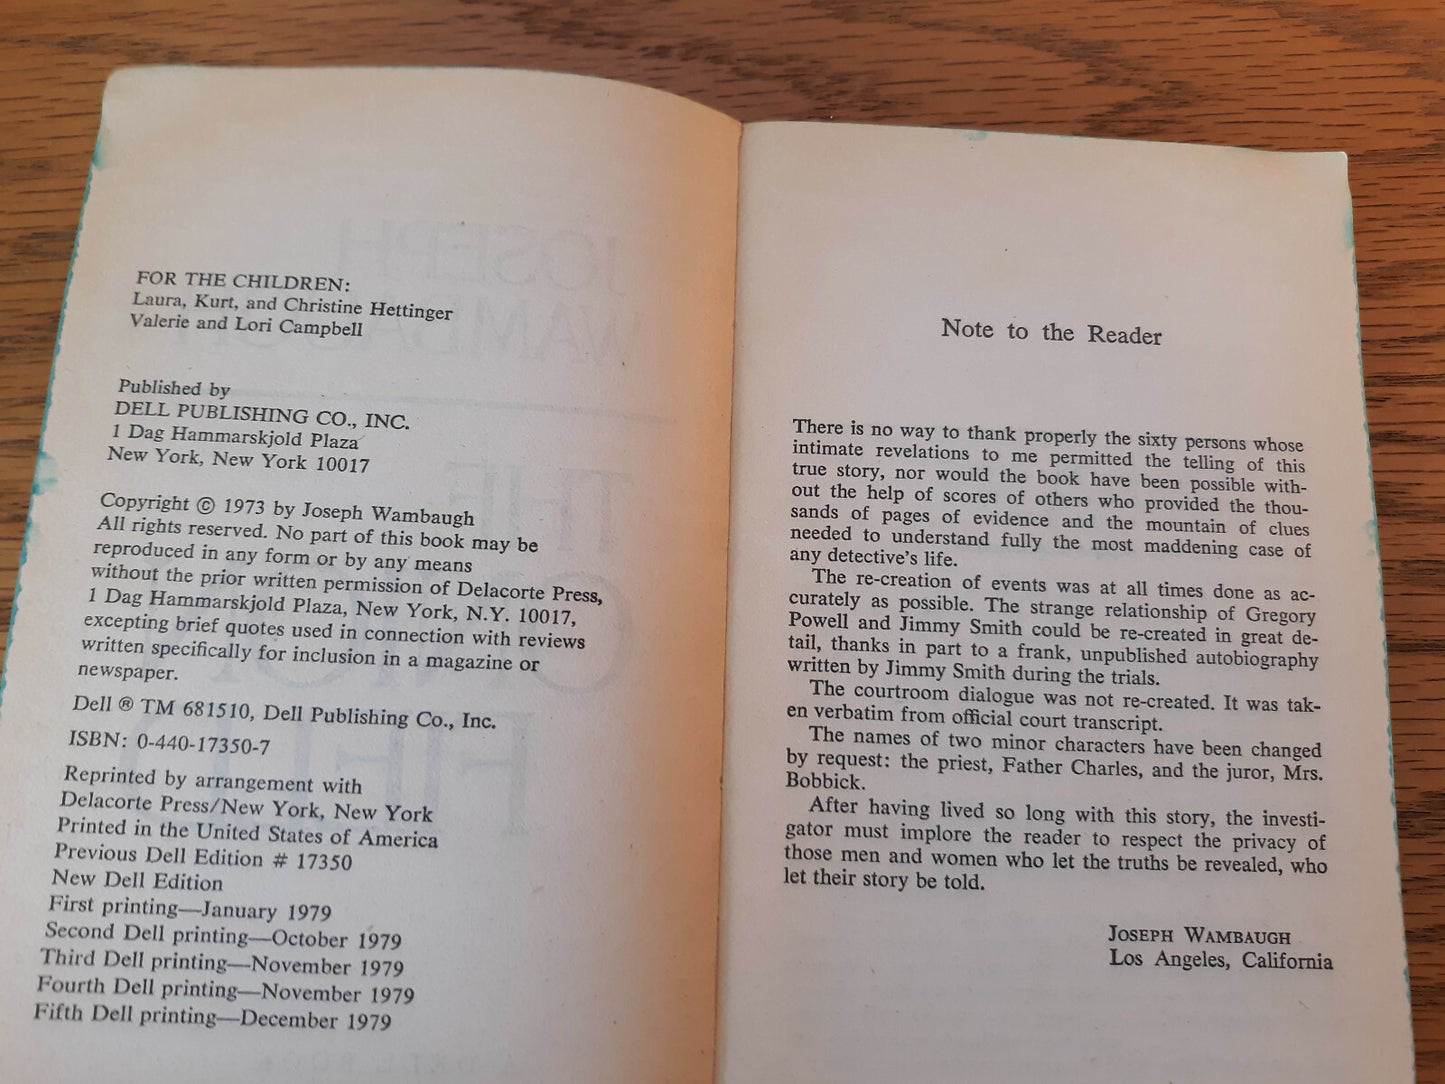 FOR THE CHILDREN:
Laura, Kurt, and Christine Hettinger
Valerie and Lori Campbell
Published by
DELL PUBLISHING CO., INC.
1 Dag Hammarskjold Plaza
New York, New York 10017
Copyright © 1973 by Joseph Wambaugh
All rights reserved. No part of this book may be
reproduced in any form or by any means
without the prior written permission of Delacorte Press,
1 Dag Hammarskjold Plaza, New York, N.Y. 10017,
excepting brief quotes used in connection with reviews
written specifically for inclusion in a magazine or
newspaper.
Dell ® TM 681510, Dell Publishing Co., Inc.
ISBN: 0-440-17350-7
Reprinted by arrangement with
Delacorte Press/New York, New York
Printed in the United States of America
Previous Dell Edition # 17350
New Dell Edition
First printing—January 1979
Second Dell printing—October 1979
Third Dell printing—November 1979
Fourth Dell printing—November 1979
Fifth Dell printing—December 1979
Note to the Reader
There is no way to thank properly the sixty persons whose
intimate revelations to me permitted the telling of this
true story, nor would the book have been possible with-
out the help of scores of others who provided the thou-
sands of pages of evidence and the mountain of clues
needed to understand fully the most maddening case of
any detective's life.
The re-creation of events was at all times done as ac-
curately as possible. The strange relationship of Gregory
Powell and Jimmy Smith could be re-created in great de-
tail, thanks in part to a frank, unpublished autobiography
written by Jimmy Smith during the trials.
The courtroom dialogue was not re-created. It was tak-
en verbatim from official court transcript.
The names of two minor characters have been changed
by request: the priest, Father Charles, and the juror, Mrs.
Bobbick.
After having lived so long with this story, the investi-
gator must implore the reader to respect the privacy of
those men and women who let the truths be revealed, who
let their story be told.
JOSEPH WAMBAUGH
Los Angeles, California